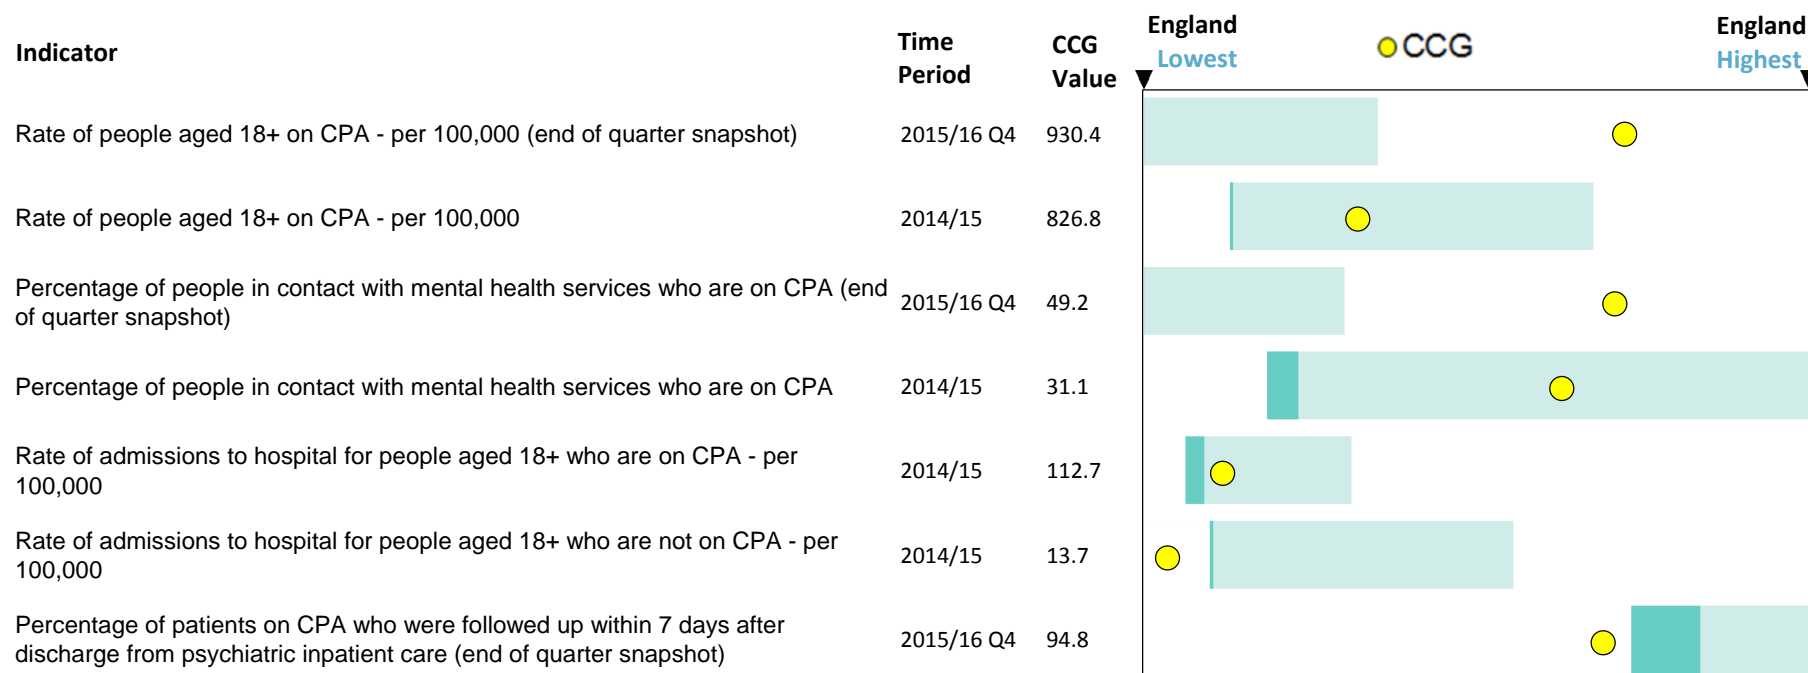 Indicator
Time Period
CCG Value
England Lowest
CCG
England Highest
Rate of people aged 18+ on CPA - per 100,000 (end of quarter snapshot) 2015/16 Q4 930.4
Rate of people aged 18+ on CPA - per 100,000 2014/15 826.8
Percentage of people in contact with mental health services who are on CPA (end
of quarter snapshot) 2015/16 Q4 49.2
Percentage of people in contact with mental health services who are on CPA 2014/15 31.1
Rate of admissions to hospital for people aged 18+ who are on CPA - per
100,000 2014/15 112.7
Rate of admissions to hospital for people aged 18+ who are not on CPA - per
100,000 2014/15 13.7
Percentage of patients on CPA who were followed up within 7 days after
discharge from psychiatric inpatient care (end of quarter snapshot) 2015/16 Q4 94.8